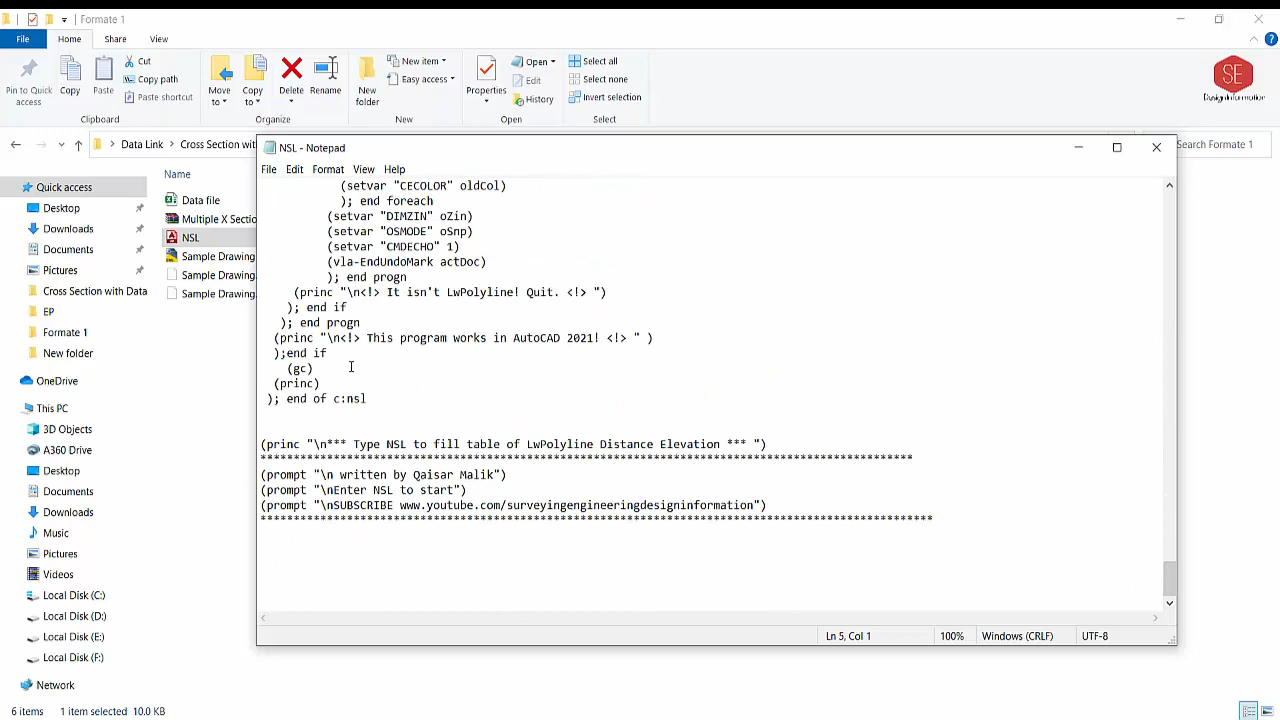 Formate 1
File Home Share View
Pin to Quick access
Copy
Paste
Cut
Copy path
Paste shortcut
Clipboard
Move to
Copy to
Delete
Rename
Organize
New folder
New item
Easy access
New
Properties
Open
Edit
History
Open
Select all
Select none
Invert selection
Select
SE
Design Information
Data Link > Cross Section wit
Search Formate 1
Quick access
Desktop
Downloads
Documents
Pictures
Cross Section with Data
EP
Formate 1
New folder
OneDrive
This PC
3D Objects
A360 Drive
Desktop
Documents
Downloads
Music
Pictures
Videos
Local Disk (C:)
Local Disk (D:)
Local Disk (E:)
Local Disk (F:)
Network
Name
Data file
Multiple X Sectio
NSL
Sample Drawing
Sample Drawing.
Sample Drawing.
NSL - Notepad
File Edit Format View Help
(setvar "CECOLOR" oldCol)
); end foreach
(setvar "DIMZIN" oZin)
(setvar "OSMODE" oSnp)
(setvar "CMDECHO" 1)
(vla-EndUndoMark actDoc)
); end progn
(princ "\n<!> It isn't LwPolyline! Quit. <!> ")
); end if
); end progn
(princ "\n<!> This program works in AutoCAD 2021! <!> " )
);end if
(gc)
(princ)
); end of c:nsl
(princ "\n*** Type NSL to fill table of LwPolyline Distance Elevation *** ")
(prompt "\n written by Qaisar Malik")
(prompt "\nEnter NSL to start")
(prompt "\nSUBSCRIBE www.youtube.com/surveyingengineeringdesigninformation")
Ln 5, Col 1 100% Windows (CRLF) UTF-8
6 items 1 item selected 10.0 KB